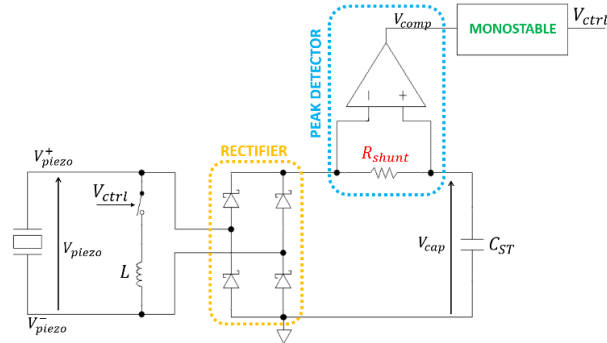 V_comp
V_ctrl
MONOSTABLE
PEAK DETECTOR
− +
RECTIFIER
R_shunt
V⁺_piezo
V_ctrl
V_piezo
L
V_cap
C_ST
V⁻_piezo